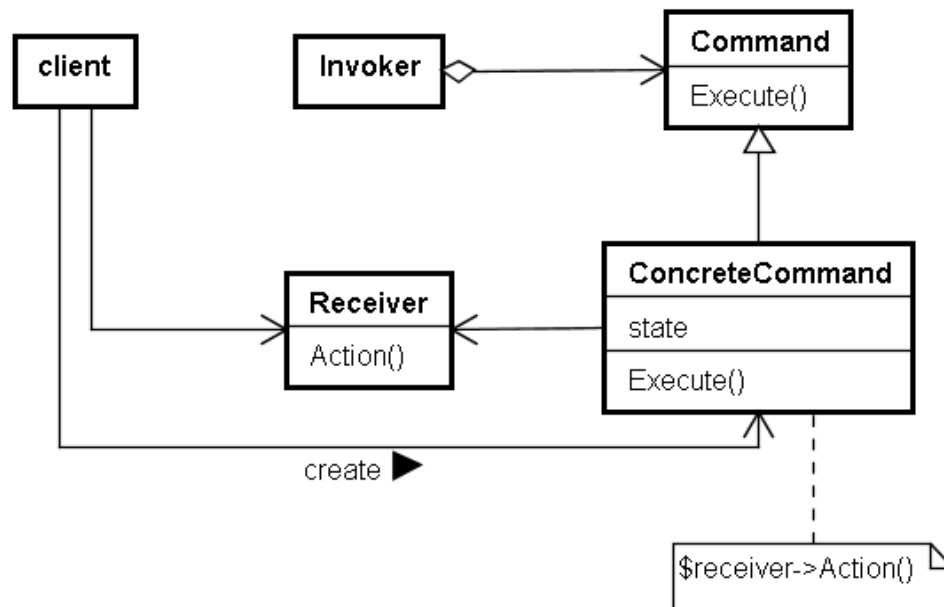 client
Invoker
Command
Execute()
Receiver
Action()
ConcreteCommand
state
Execute()
create
$receiver->Action()